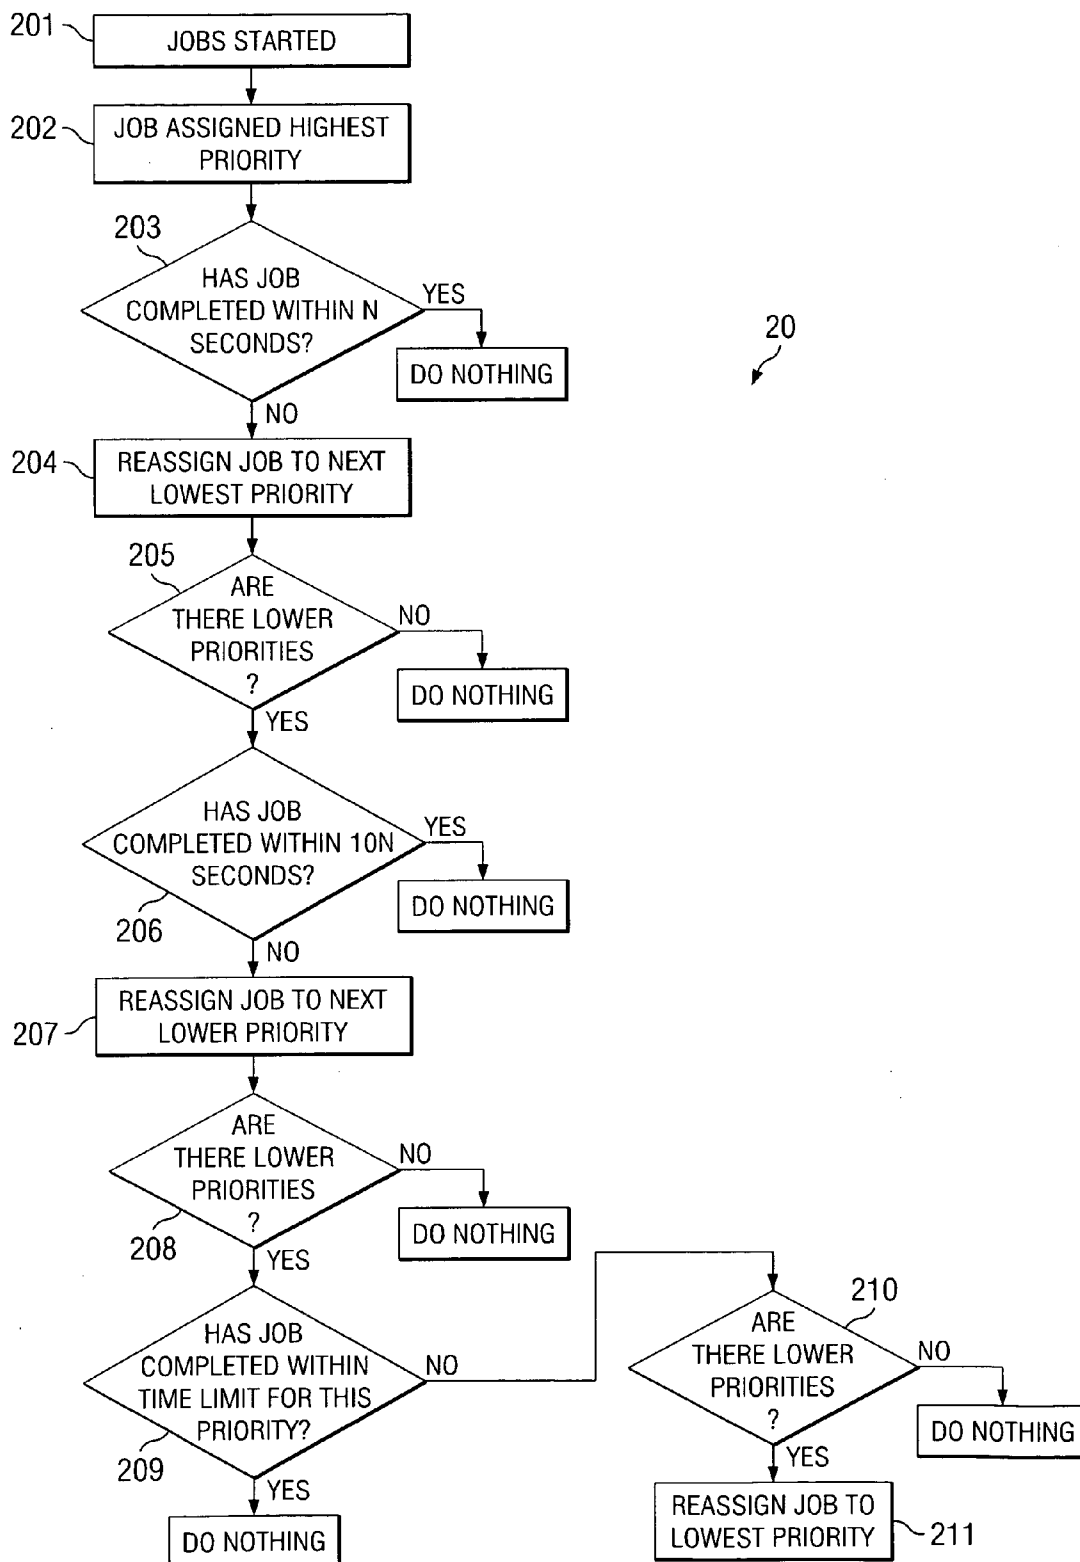 201
JOBS STARTED
202
JOB ASSIGNED HIGHEST
PRIORITY
203
HAS JOB
COMPLETED WITHIN N
SECONDS?
YES
DO NOTHING
20
NO
204
REASSIGN JOB TO NEXT
LOWEST PRIORITY
205
ARE
THERE LOWER
PRIORITIES
?
NO
DO NOTHING
YES
HAS JOB
COMPLETED WITHIN 10N
SECONDS?
YES
DO NOTHING
206
NO
207
REASSIGN JOB TO NEXT
LOWER PRIORITY
ARE
THERE LOWER
PRIORITIES
?
NO
DO NOTHING
208
YES
HAS JOB
COMPLETED WITHIN
TIME LIMIT FOR THIS
PRIORITY?
NO
209
YES
DO NOTHING
210
ARE
THERE LOWER
PRIORITIES
?
NO
DO NOTHING
YES
REASSIGN JOB TO
LOWEST PRIORITY
211